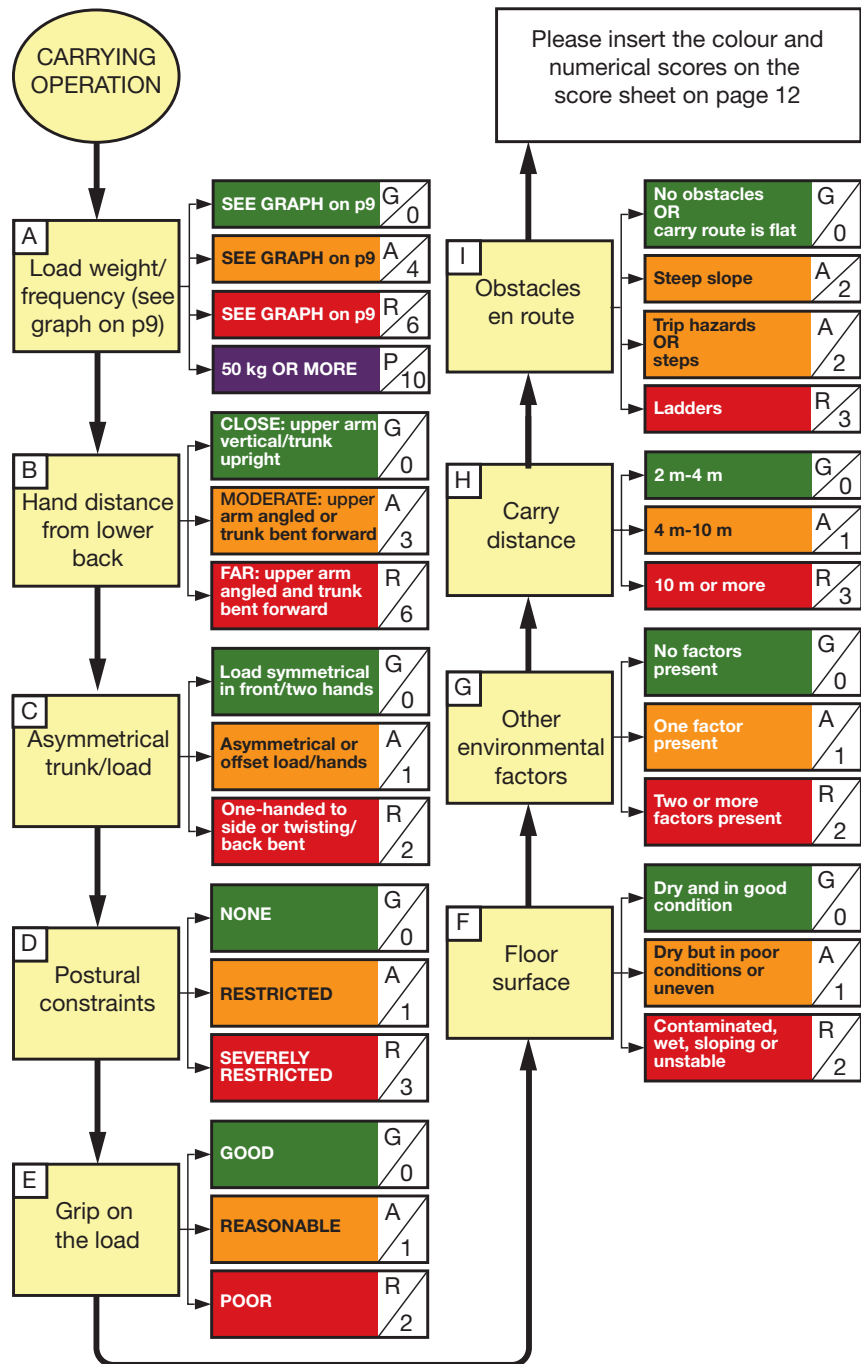 CARRYING
OPERATION
A
Load weight/
frequency (see
graph on p9)
SEE GRAPH on p9
G
0
SEE GRAPH on p9
A
4
SEE GRAPH on p9
R
6
50 kg OR MORE
P
10
B
Hand distance
from lower
back
CLOSE: upper arm
vertical/trunk
upright
G
0
MODERATE: upper
arm angled or
trunk bent forward
A
3
FAR: upper arm
angled and trunk
bent forward
R
6
C
Asymmetrical
trunk/load
Load symmetrical
in front/two hands
G
0
Asymmetrical or
offset load/hands
A
1
One-handed to
side or twisting/
back bent
R
2
D
Postural
constraints
NONE
G
0
RESTRICTED
A
1
SEVERELY
RESTRICTED
R
3
E
Grip on
the load
GOOD
G
0
REASONABLE
A
1
POOR
R
2
F
Floor
surface
Dry and in good
condition
G
0
Dry but in poor
conditions or
uneven
A
1
Contaminated,
wet, sloping or
unstable
R
2
G
Other
environmental
factors
No factors
present
G
0
One factor
present
A
1
Two or more
factors present
R
2
H
Carry
distance
2 m-4 m
G
0
4 m-10 m
A
1
10 m or more
R
3
I
Obstacles
en route
No obstacles
OR
carry route is flat
G
0
Steep slope
A
2
Trip hazards
OR
steps
A
2
Ladders
R
3
Please insert the colour and
numerical scores on the
score sheet on page 12